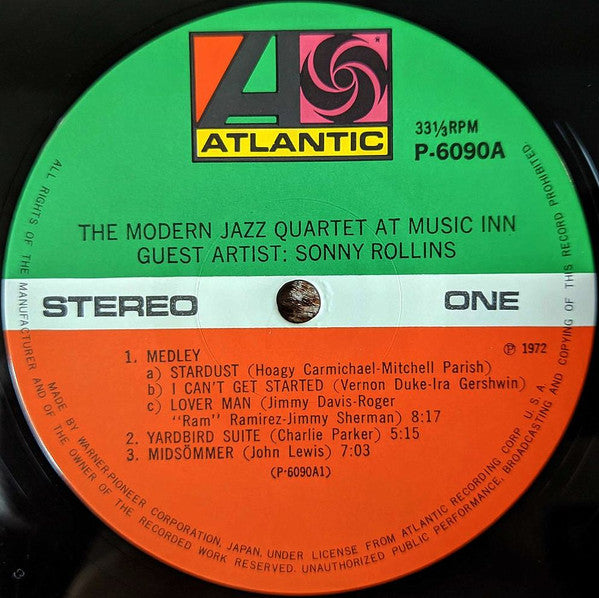 ATLANTIC
33⅓RPM
P-6090A
THE MODERN JAZZ QUARTET AT MUSIC INN
GUEST ARTIST: SONNY ROLLINS
STEREO
ONE
℗ 1972
1. MEDLEY
a) STARDUST (Hoagy Carmichael-Mitchell Parish)
b) I CAN'T GET STARTED (Vernon Duke-Ira Gershwin)
c) LOVER MAN (Jimmy Davis-Roger
"Ram" Ramirez-Jimmy Sherman) 8:17
2. YARDBIRD SUITE (Charlie Parker) 5:15
3. MIDSÖMMER (John Lewis) 7:03
(P-6090A1)
MADE BY WARNER-PIONEER CORPORATION, JAPAN, UNDER LICENSE FROM ATLANTIC RECORDING CORP. U.S.A.
ALL RIGHTS OF THE MANUFACTURER AND OF THE OWNER OF THE RECORDED WORK RESERVED. UNAUTHORIZED PUBLIC PERFORMANCE, BROADCASTING AND COPYING OF THIS RECORD PROHIBITED.